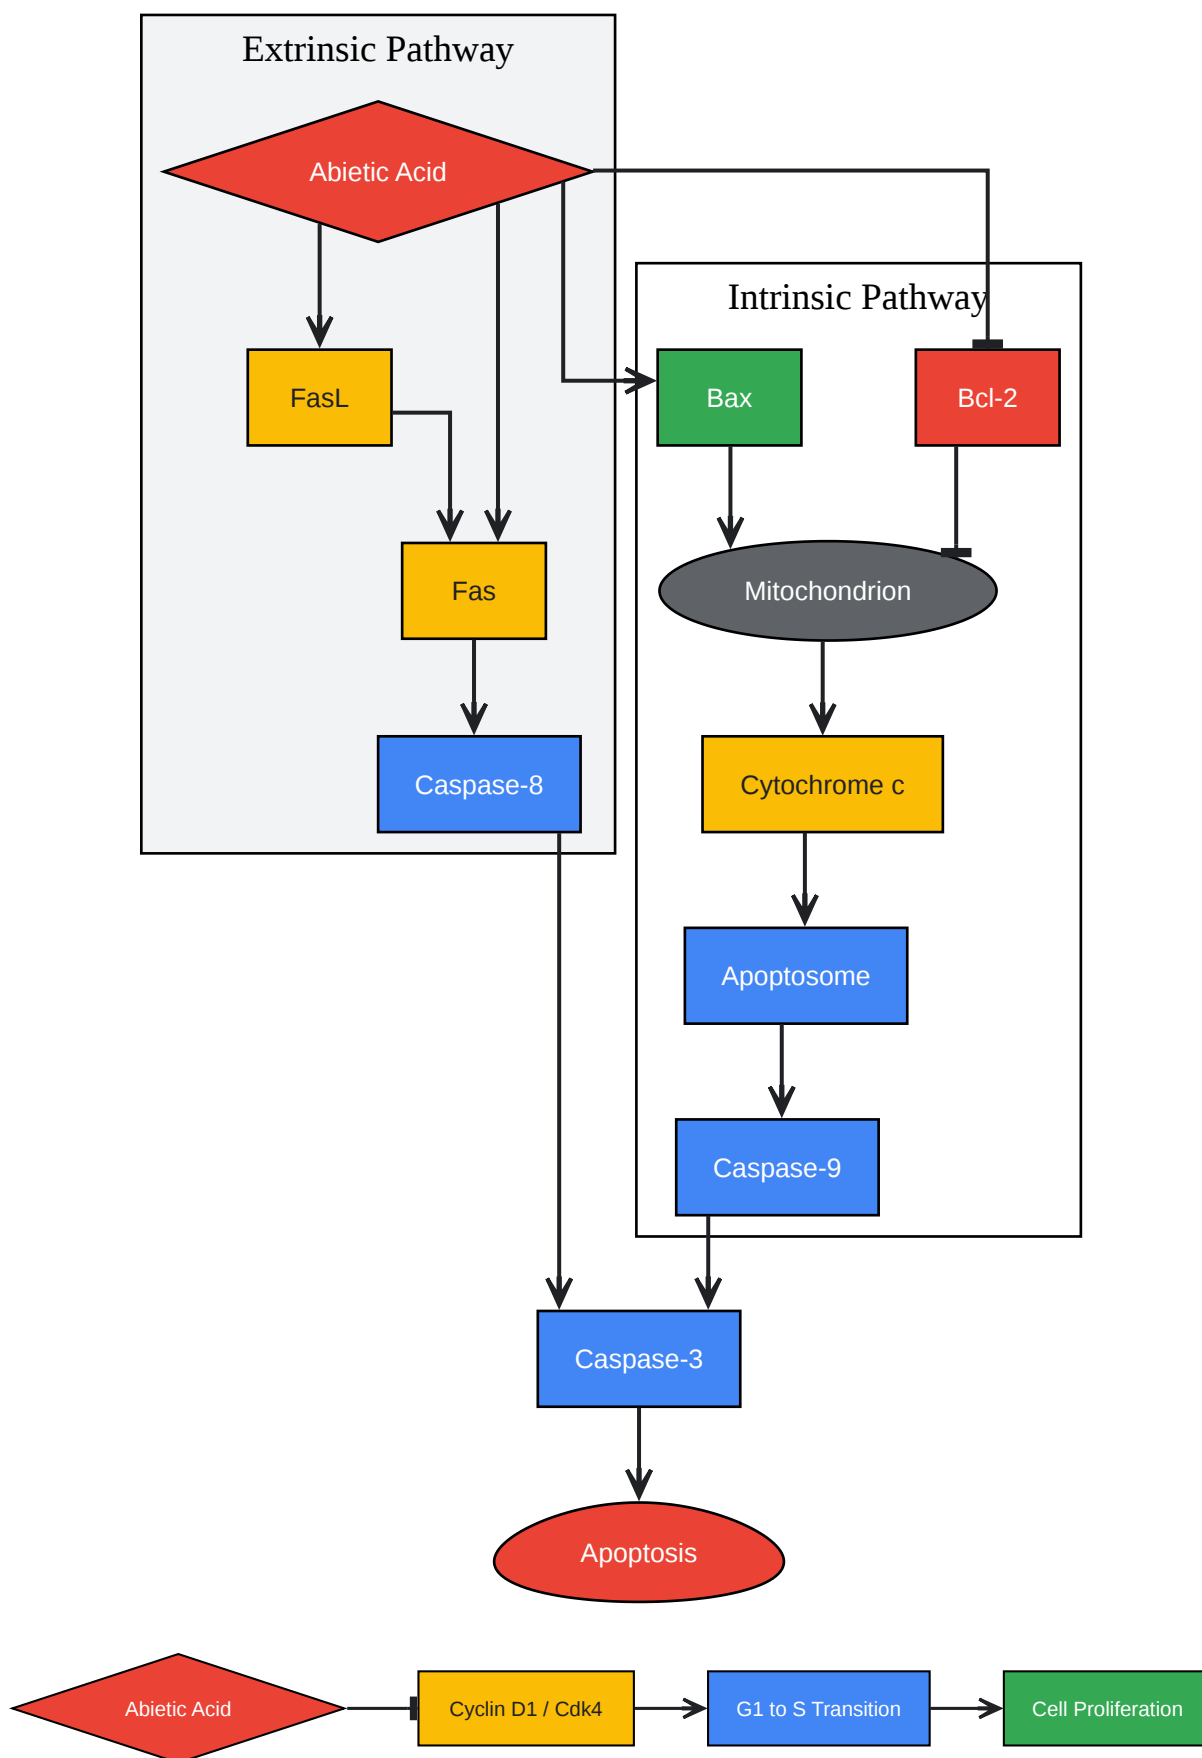 Extrinsic Pathway
Abietic Acid
Intrinsic Pathway
FasL
Bax
Bcl-2
Fas
Mitochondrion
Caspase-8
Cytochrome c
Apoptosome
Caspase-9
Caspase-3
Apoptosis
Abietic Acid
Cyclin D1 / Cdk4
G1 to S Transition
Cell Proliferation